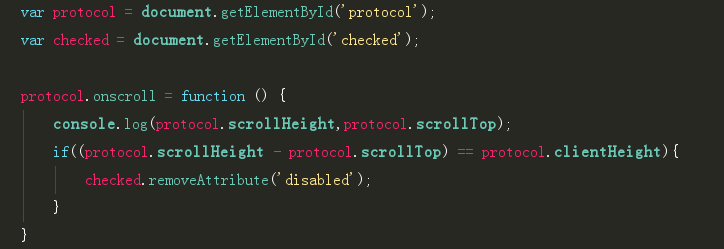 var protocol = document.getElementById('protocol');
var checked = document.getElementById('checked');
protocol.onscroll = function () {
console.log(protocol.scrollHeight,protocol.scrollTop);
if((protocol.scrollHeight - protocol.scrollTop) == protocol.clientHeight){
checked.removeAttribute('disabled');
}
}